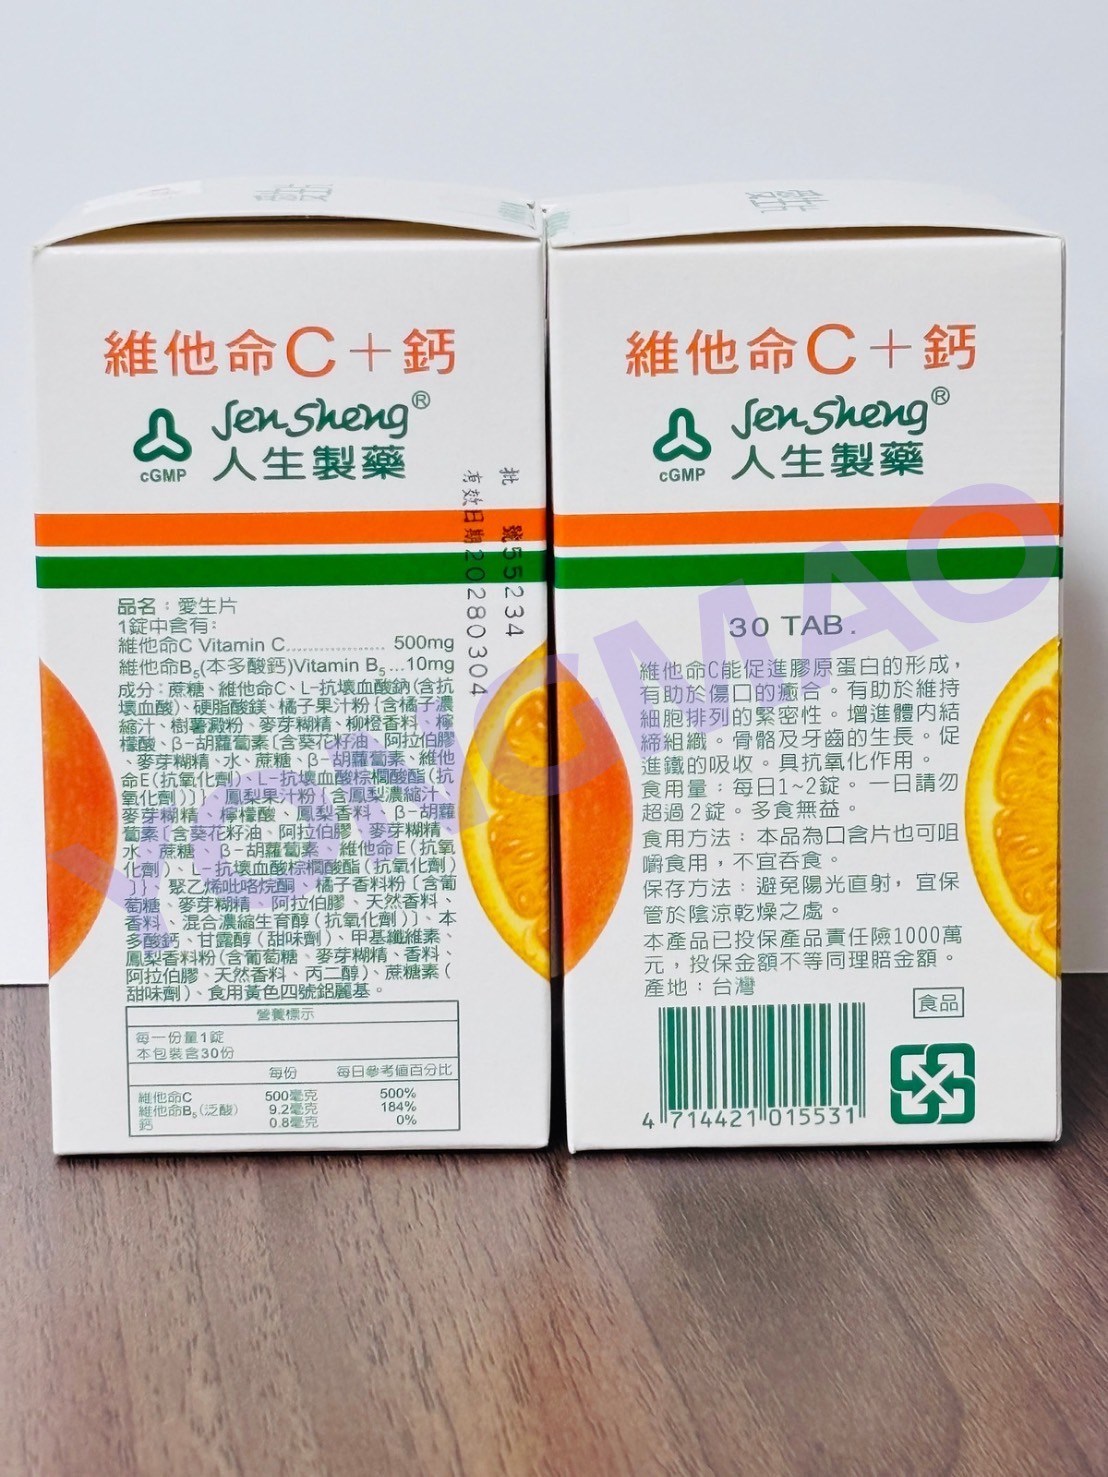 維他命C＋鈣
Jen Sheng®
cGMP
人生製藥
批 號55234
有效日期20280304
品名：愛生片
1錠中含有:
維他命C Vitamin C.................. 500mg
維他命B5(本多酸鈣)Vitamin B5...10mg
成分：蔗糖、維他命C、L-抗壞血酸鈉(含抗
壞血酸)、硬脂酸鎂、橘子果汁粉{含橘子濃
縮汁、樹薯澱粉、麥芽糊精、柳橙香料、檸
檬酸、β-胡蘿蔔素〔含葵花籽油、阿拉伯膠
、麥芽糊精、水、蔗糖、β-胡蘿蔔素、維他
命E(抗氧化劑)、L-抗壞血酸棕櫚酸酯(抗
氧化劑)〕}、鳳梨果汁粉{含鳳梨濃縮汁、
麥芽糊精、檸檬酸、鳳梨香料、β-胡蘿
蔔素〔含葵花籽油、阿拉伯膠、麥芽糊精、
水、蔗糖、β-胡蘿蔔素、維他命E(抗氧
化劑)、L-抗壞血酸棕櫚酸酯(抗氧化劑)
〕}、聚乙烯吡咯烷酮、橘子香料粉〔含葡
萄糖、麥芽糊精、阿拉伯膠、天然香料、
香料、混合濃縮生育醇(抗氧化劑)〕、本
多酸鈣、甘露醇(甜味劑)、甲基纖維素、
鳳梨香料粉(含葡萄糖、麥芽糊精、香料、
阿拉伯膠、天然香料、丙二醇)、蔗糖素(
甜味劑)、食用黃色四號鋁麗基。
營養標示
每一份量1錠
本包裝含30份
每份 每日參考值百分比
維他命C 500毫克 500%
維他命B5(泛酸) 9.2毫克 184%
鈣 0.8毫克 0%
維他命C＋鈣
Jen Sheng®
cGMP
人生製藥
30 TAB.
維他命C能促進膠原蛋白的形成，
有助於傷口的癒合。有助於維持
細胞排列的緊密性。增進體內結
締組織。骨骼及牙齒的生長。促
進鐵的吸收。具抗氧化作用。
食用量：每日1~2錠。一日請勿
超過2錠。多食無益。
食用方法：本品為口含片也可咀
嚼食用，不宜吞食。
保存方法：避免陽光直射，宜保
管於陰涼乾燥之處。
本產品已投保產品責任險1000萬
元，投保金額不等同理賠金額。
產地：台灣
食品
4 714421 015531
YONGMAO